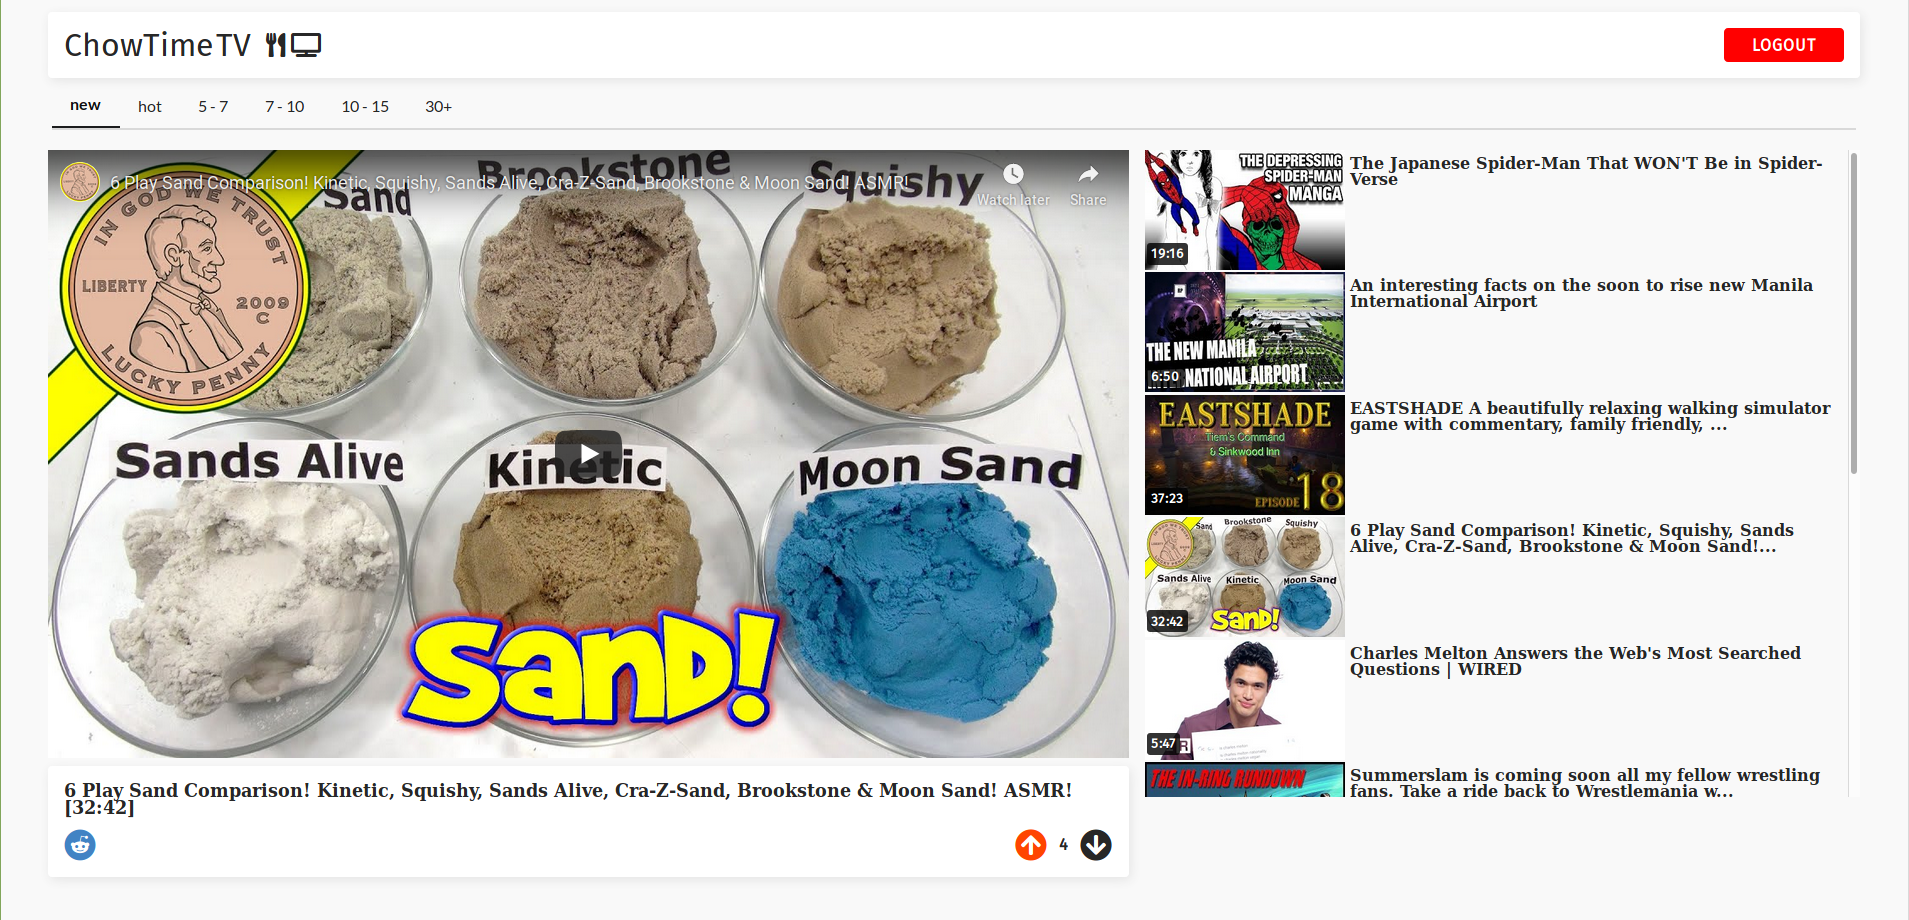 ChowTimeTV
LOGOUT
new
hot
5 - 7
7 - 10
10 - 15
30+
6 Play Sand Comparison! Kinetic, Squishy, Sands Alive, Cra-Z-Sand, Brookstone & Moon Sand! ASMR!
Watch later
Share
Sand
Brookstone
Squishy
IN GOD WE TRUST
LIBERTY
2009
C
LUCKY PENNY
Sands Alive
Kinetic
Moon Sand
Sand!
6 Play Sand Comparison! Kinetic, Squishy, Sands Alive, Cra-Z-Sand, Brookstone & Moon Sand! ASMR!
[32:42]
4
THE DEPRESSING
SPIDER-MAN
MANGA
19:16
The Japanese Spider-Man That WON'T Be in Spider-
Verse
THE NEW MANILA
NATIONAL AIRPORT
6:50
An interesting facts on the soon to rise new Manila
International Airport
EASTSHADE
Tiem's Command
& Sinkwood Inn
EPISODE 18
37:23
EASTSHADE A beautifully relaxing walking simulator
game with commentary, family friendly, ...
Sand
Brookstone
Squishy
Sands Alive
Kinetic
Moon Sand
Sand!
32:42
6 Play Sand Comparison! Kinetic, Squishy, Sands
Alive, Cra-Z-Sand, Brookstone & Moon Sand!...
5:47
Charles Melton Answers the Web's Most Searched
Questions | WIRED
THE IN-RING RUNDOWN
Summerslam is coming soon all my fellow wrestling
fans. Take a ride back to Wrestlemania w...